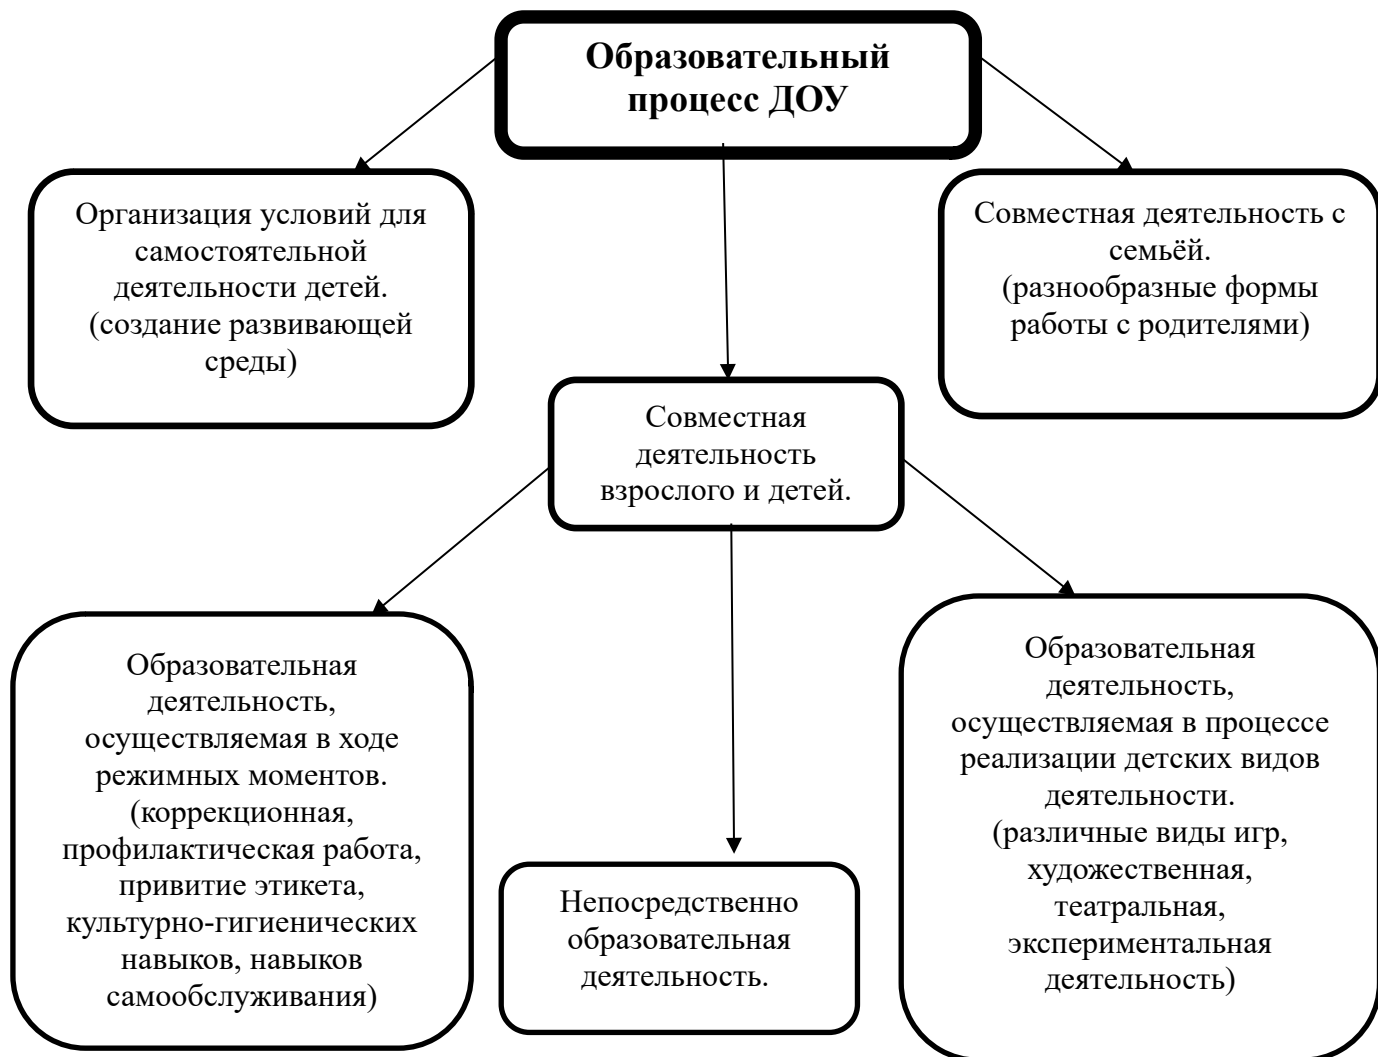 Образовательный
процесс ДОУ
Организация условий для
самостоятельной
деятельности детей.
(создание развивающей
среды)
Совместная деятельность с
семьёй.
(разнообразные формы
работы с родителями)
Совместная
деятельность
взрослого и детей.
Образовательная
деятельность,
осуществляемая в ходе
режимных моментов.
(коррекционная,
профилактическая работа,
привитие этикета,
культурно-гигиенических
навыков, навыков
самообслуживания)
Непосредственно
образовательная
деятельность.
Образовательная
деятельность,
осуществляемая в процессе
реализации детских видов
деятельности.
(различные виды игр,
художественная,
театральная,
экспериментальная
деятельность)